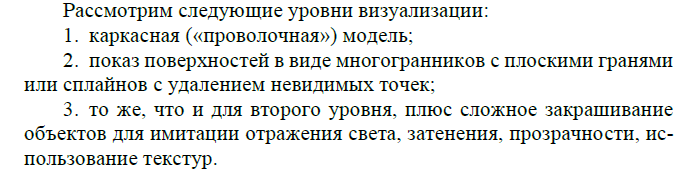 Рассмотрим следующие уровни визуализации:
1. каркасная («проволочная») модель;
2. показ поверхностей в виде многогранников с плоскими гранями
или сплайнов с удалением невидимых точек;
3. то же, что и для второго уровня, плюс сложное закрашивание
объектов для имитации отражения света, затенения, прозрачности, ис-
пользование текстур.